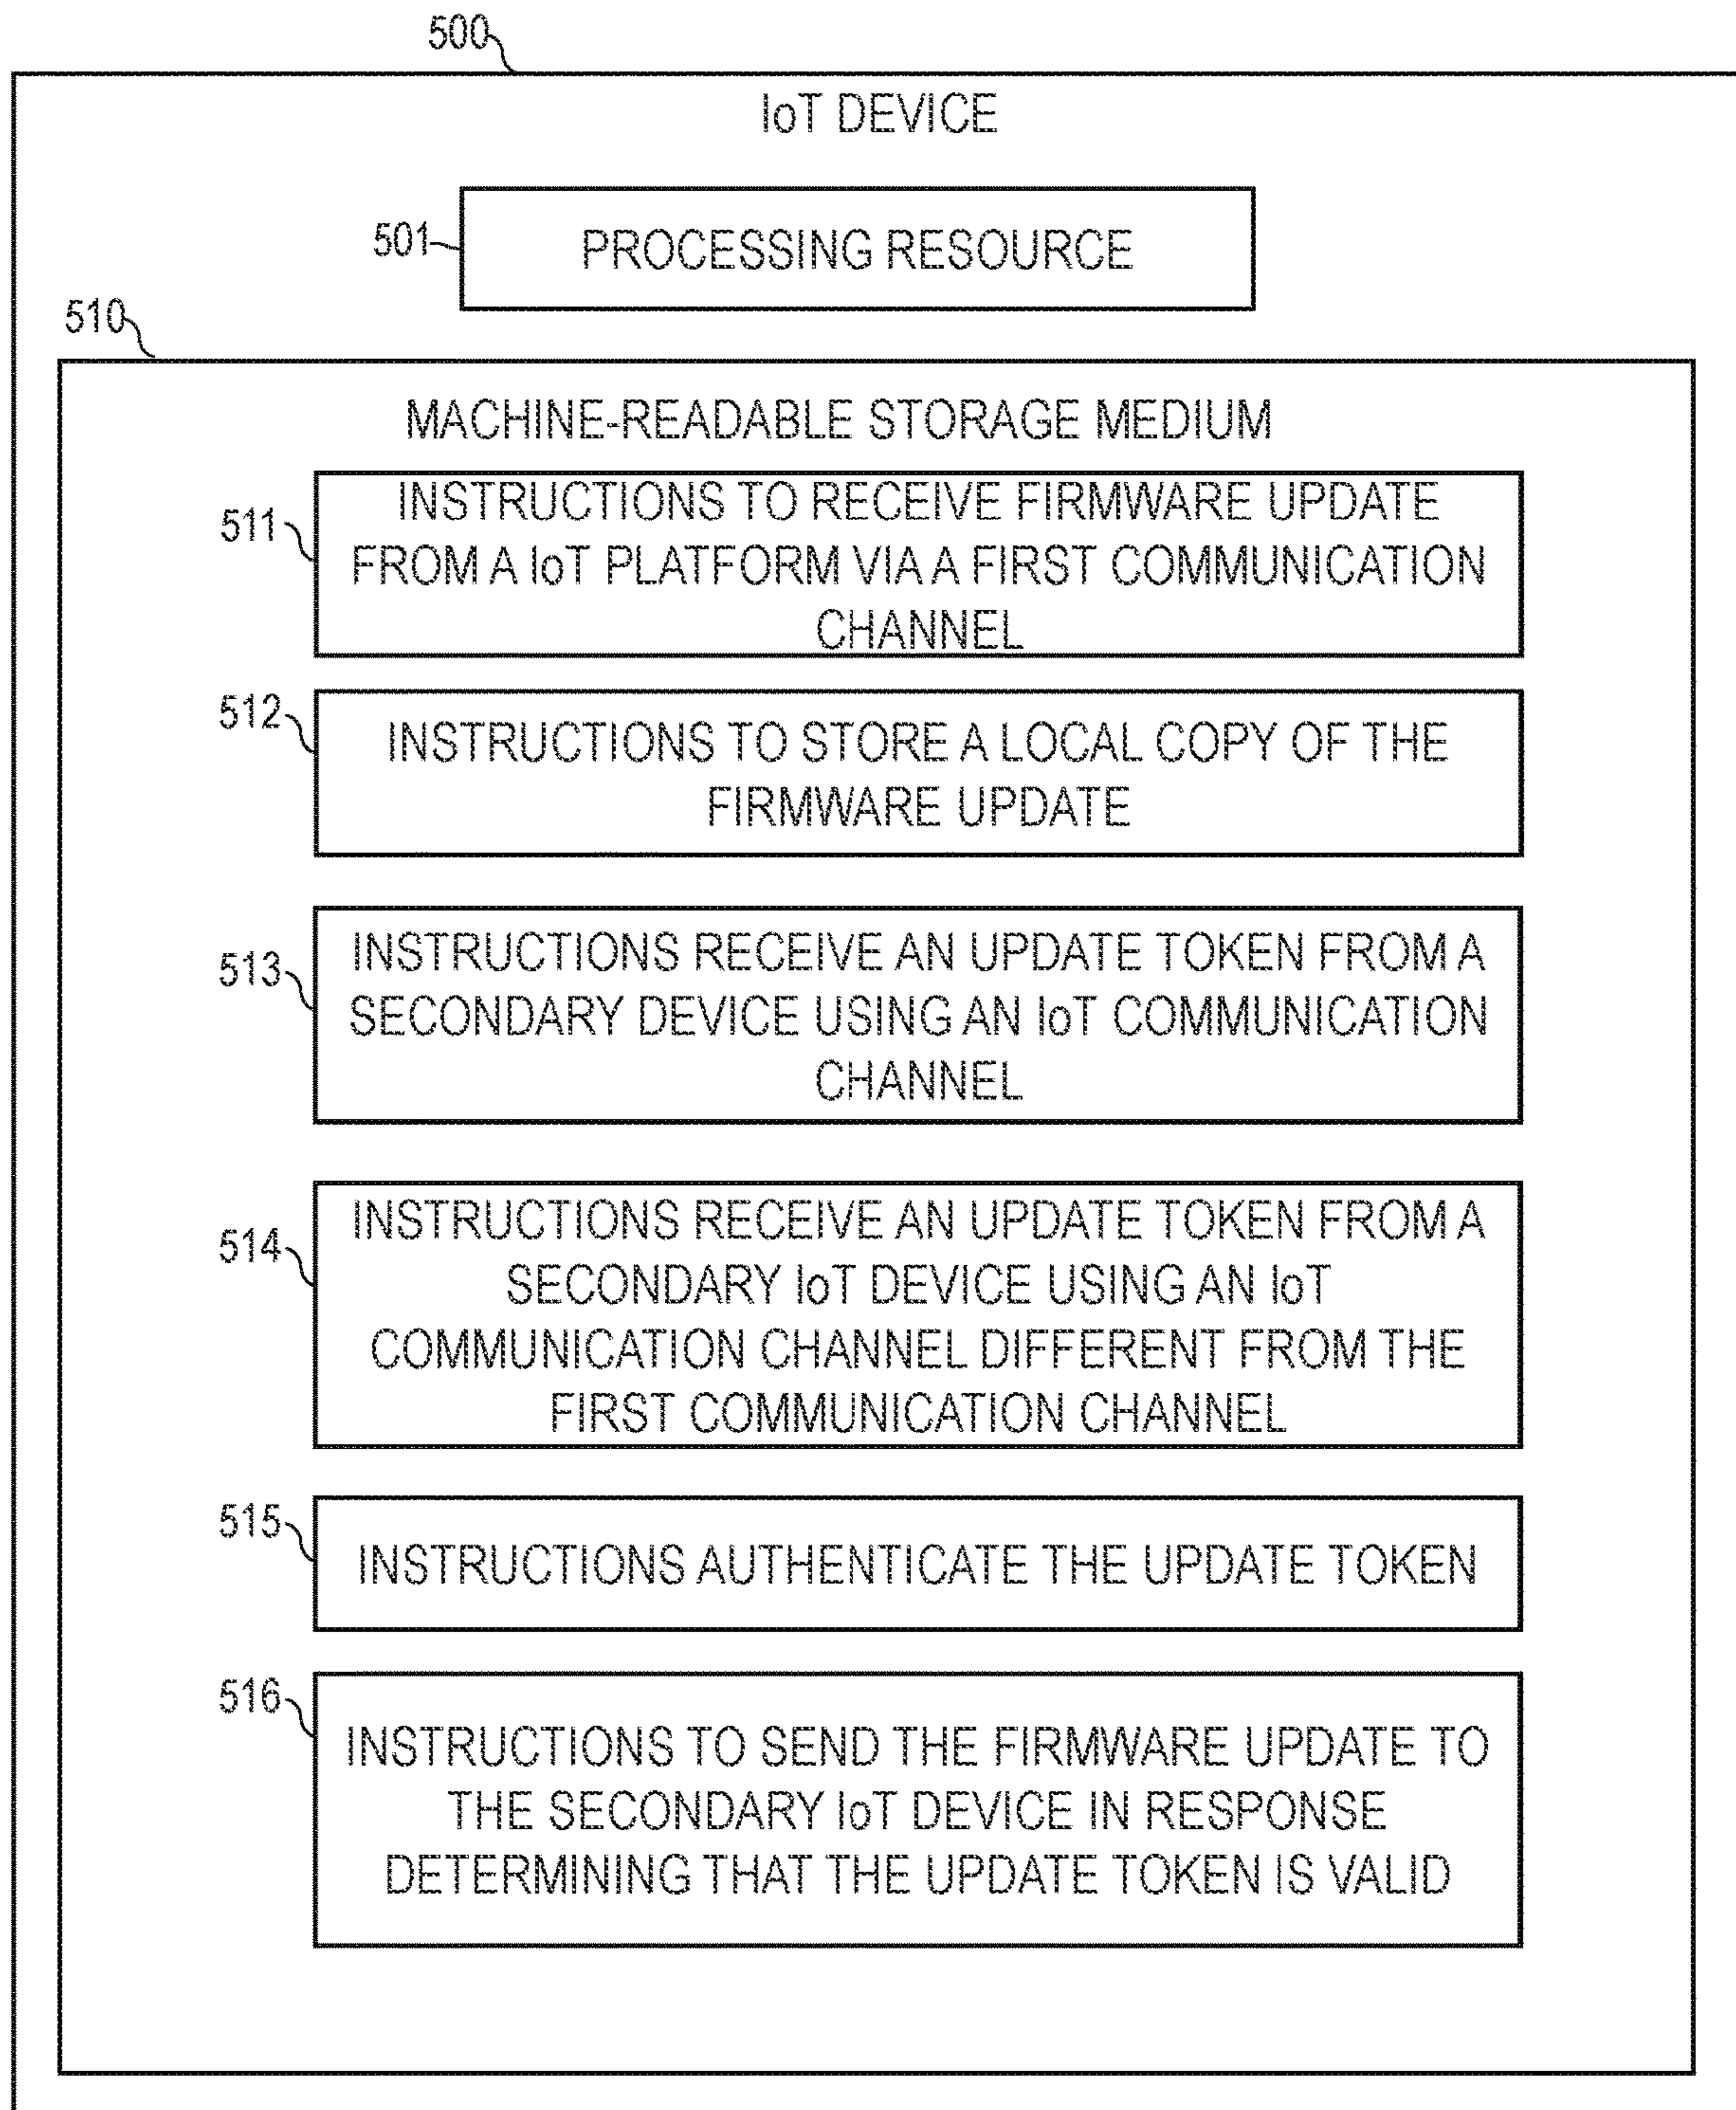 500
IoT DEVICE
501
PROCESSING RESOURCE
510
MACHINE-READABLE STORAGE MEDIUM
511
INSTRUCTIONS TO RECEIVE FIRMWARE UPDATE
FROM A IoT PLATFORM VIA A FIRST COMMUNICATION
CHANNEL
512
INSTRUCTIONS TO STORE A LOCAL COPY OF THE
FIRMWARE UPDATE
513
INSTRUCTIONS RECEIVE AN UPDATE TOKEN FROM A
SECONDARY DEVICE USING AN IoT COMMUNICATION
CHANNEL
514
INSTRUCTIONS RECEIVE AN UPDATE TOKEN FROM A
SECONDARY IoT DEVICE USING AN IoT
COMMUNICATION CHANNEL DIFFERENT FROM THE
FIRST COMMUNICATION CHANNEL
515
INSTRUCTIONS AUTHENTICATE THE UPDATE TOKEN
516
INSTRUCTIONS TO SEND THE FIRMWARE UPDATE TO
THE SECONDARY IoT DEVICE IN RESPONSE
DETERMINING THAT THE UPDATE TOKEN IS VALID